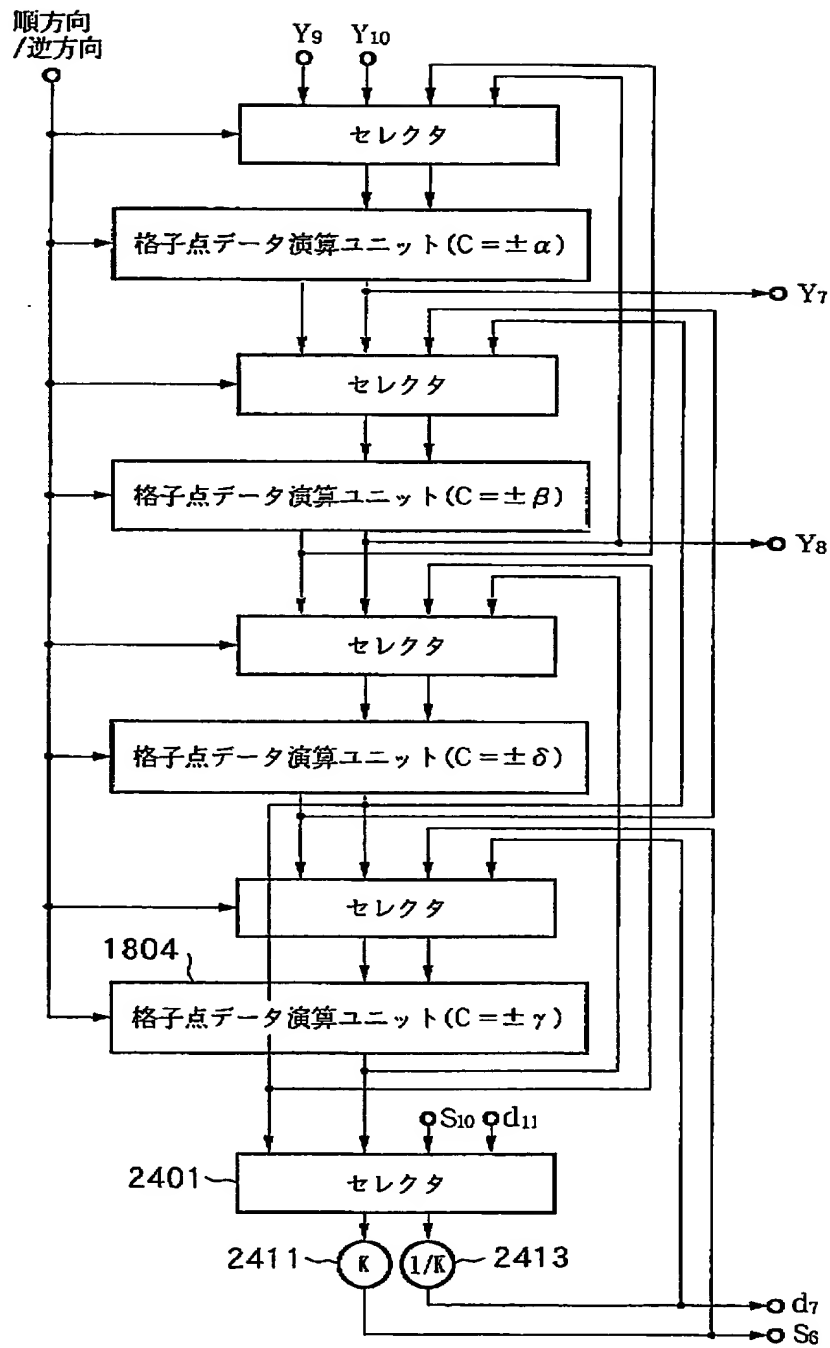 順方向
/逆方向
Y9 Y10
セレクタ
格子点データ演算ユニット(C=±α)
Y7
セレクタ
格子点データ演算ユニット(C=±β)
Y8
セレクタ
格子点データ演算ユニット(C=±δ)
セレクタ
1804
格子点データ演算ユニット(C=±γ)
S10 d11
2401
セレクタ
2411 K 1/K 2413
d7
S6